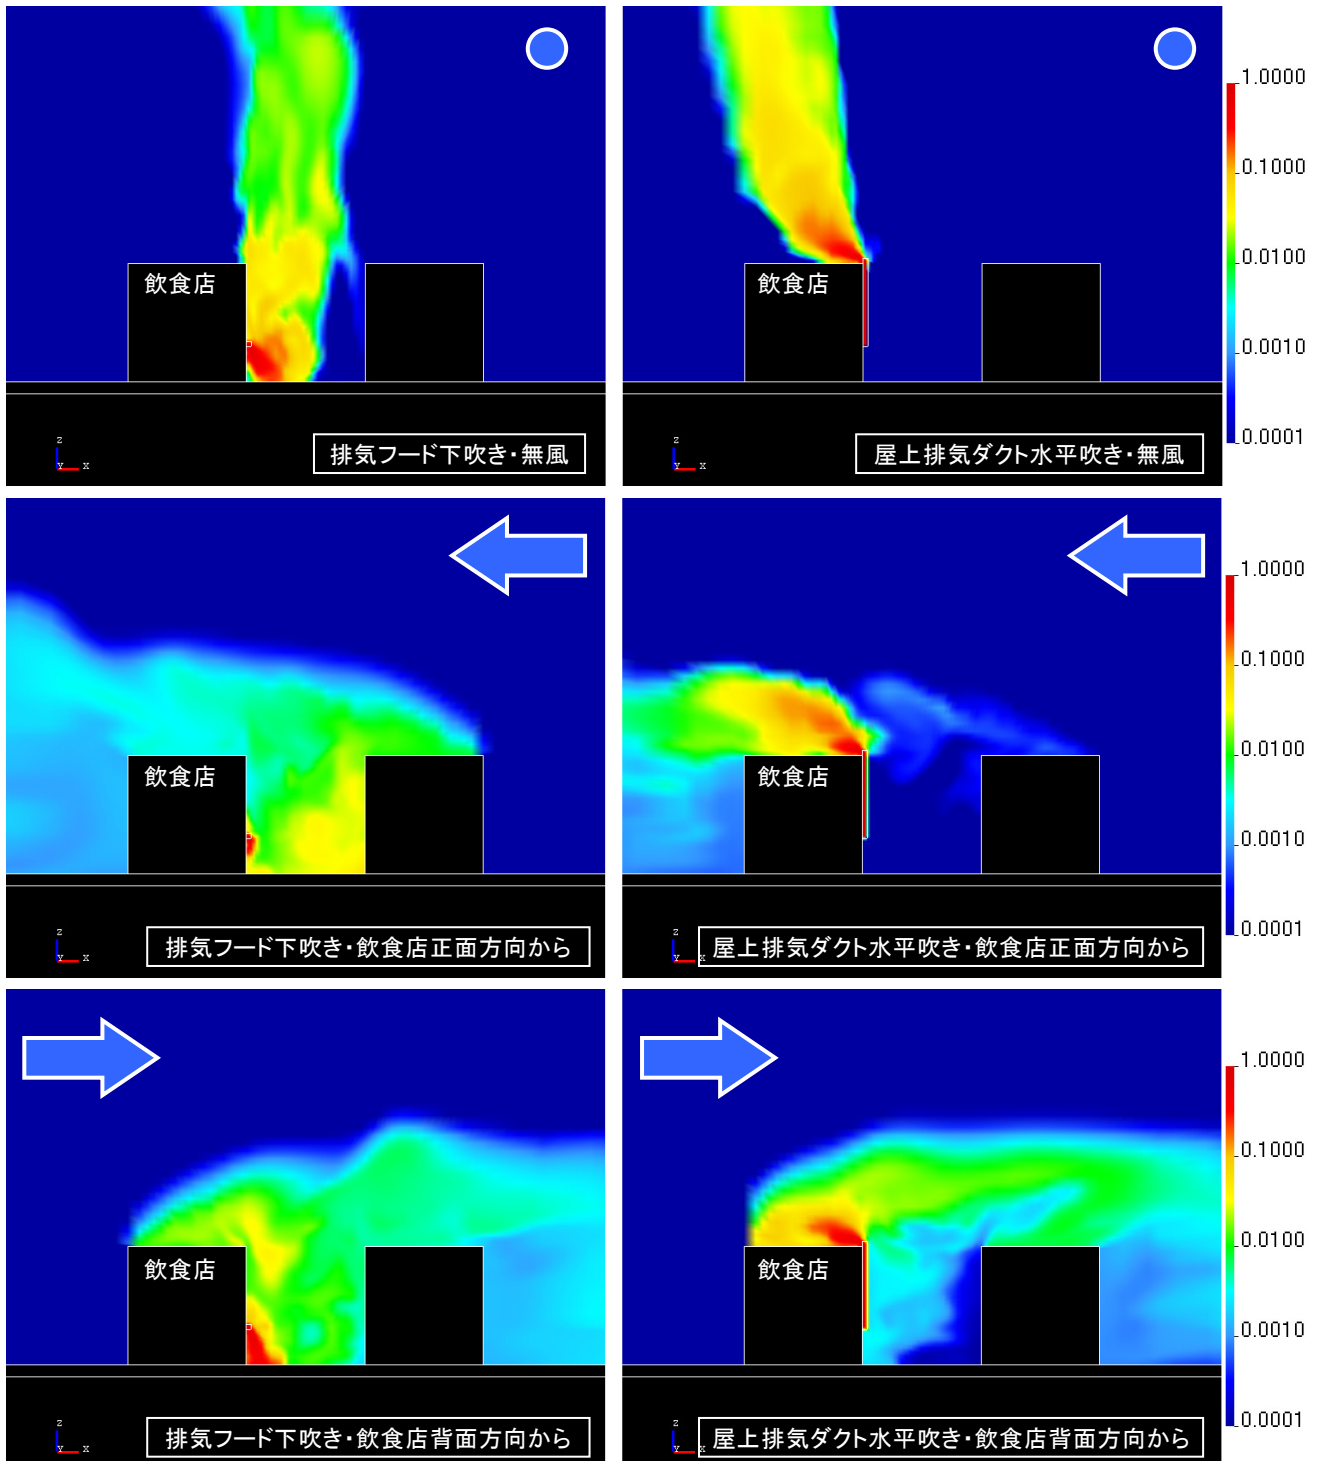 飲食店
z
Y x
排気フード下吹き・無風
飲食店
z
Y x
屋上排気ダクト水平吹き・無風
1.0000
0.1000
0.0100
0.0010
0.0001
飲食店
z
Y x
排気フード下吹き・飲食店正面方向から
飲食店
z
Y x
屋上排気ダクト水平吹き・飲食店正面方向から
1.0000
0.1000
0.0100
0.0010
0.0001
飲食店
z
Y x
排気フード下吹き・飲食店背面方向から
飲食店
z
Y x
屋上排気ダクト水平吹き・飲食店背面方向から
1.0000
0.1000
0.0100
0.0010
0.0001